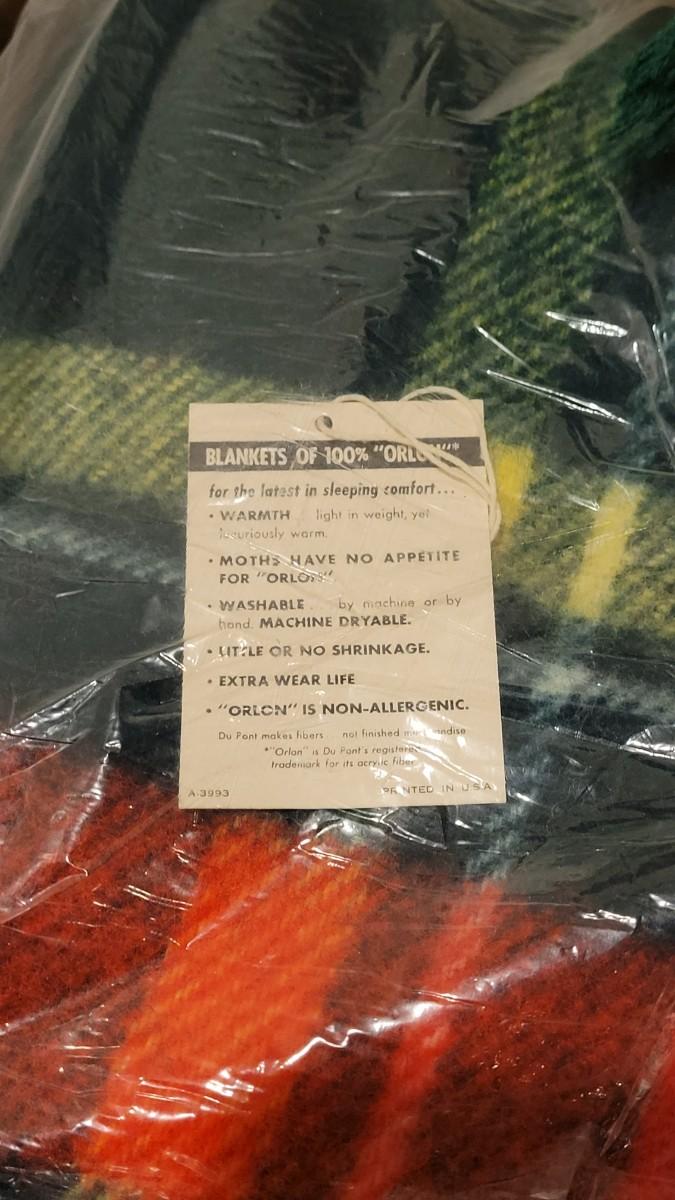 BLANKETS OF 100% "ORLON"*
for the latest in sleeping comfort...
• WARMTH ... light in weight, yet
luxuriously warm.
• MOTHS HAVE NO APPETITE
FOR "ORLON"
• WASHABLE ... by machine or by
hand. MACHINE DRYABLE.
• LITTLE OR NO SHRINKAGE.
• EXTRA WEAR LIFE
• "ORLON" IS NON-ALLERGENIC.
Du Pont makes fibers ... not finished merchandise
*"Orlon" is Du Pont's registered
trademark for its acrylic fiber
A-3993 PRINTED IN U.S.A.